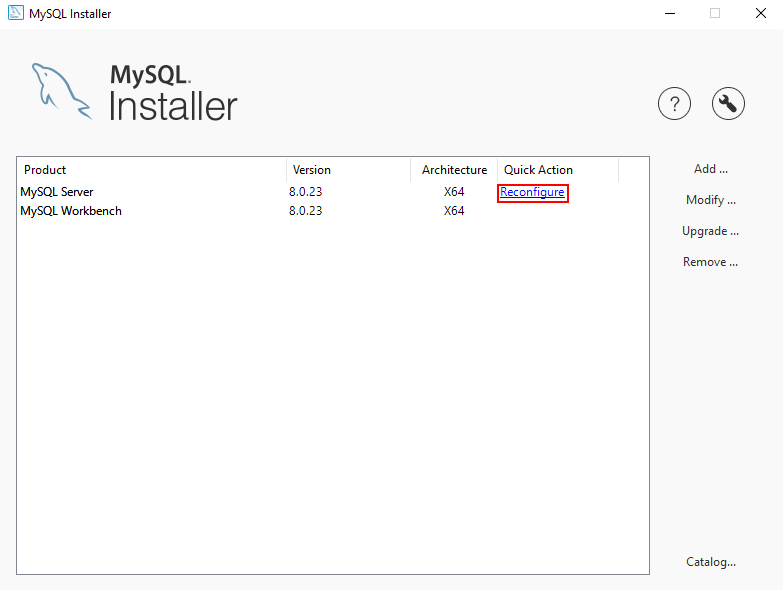 MySQL Installer
MySQL.
Installer
?
Product Version Architecture Quick Action
MySQL Server 8.0.23 X64 Reconfigure
MySQL Workbench 8.0.23 X64
Add ...
Modify ...
Upgrade ...
Remove ...
Catalog...